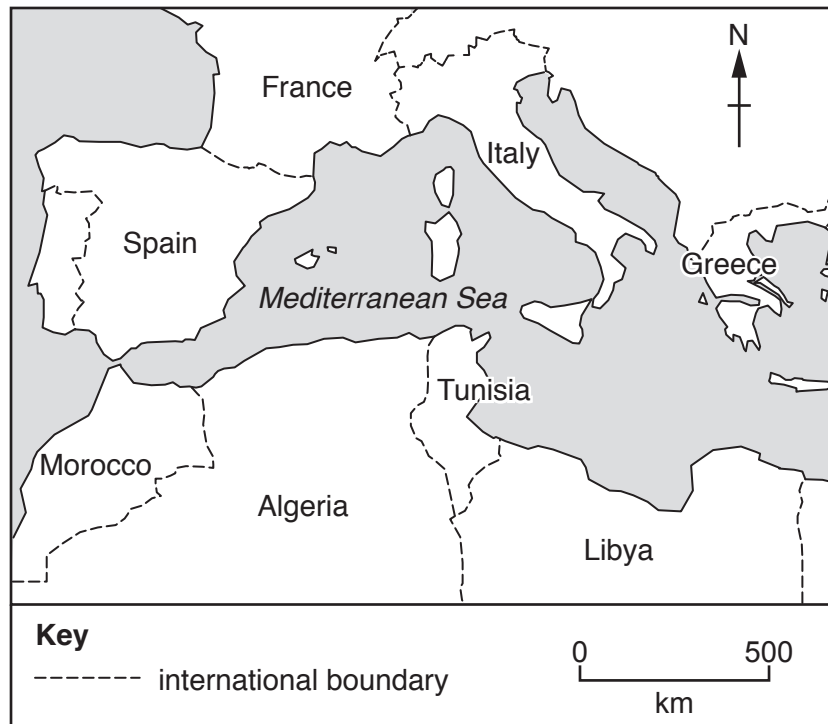 N
France
Italy
Spain
Greece
Mediterranean Sea
Tunisia
Morocco
Algeria
Libya
Key
international boundary
0 500
km